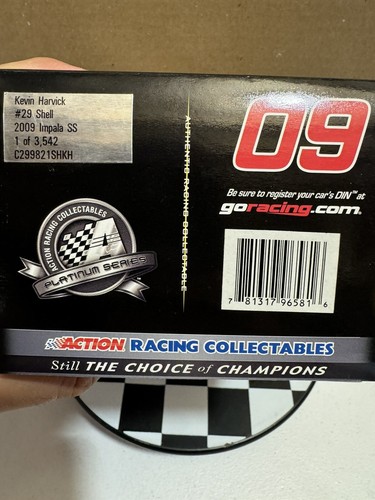 Kevin Harvick
#29 Shell
2009 Impala SS
1 of 3,542
C299821SHKH
ACTION RACING COLLECTABLES
A
PLATINUM SERIES
AUTHENTIC RACING COLLECTABLE
09
Be sure to register your car's DIN™ at
goracing.com.
7 81317 96581 6
ACTION RACING COLLECTABLES
Still THE CHOICE of CHAMPIONS